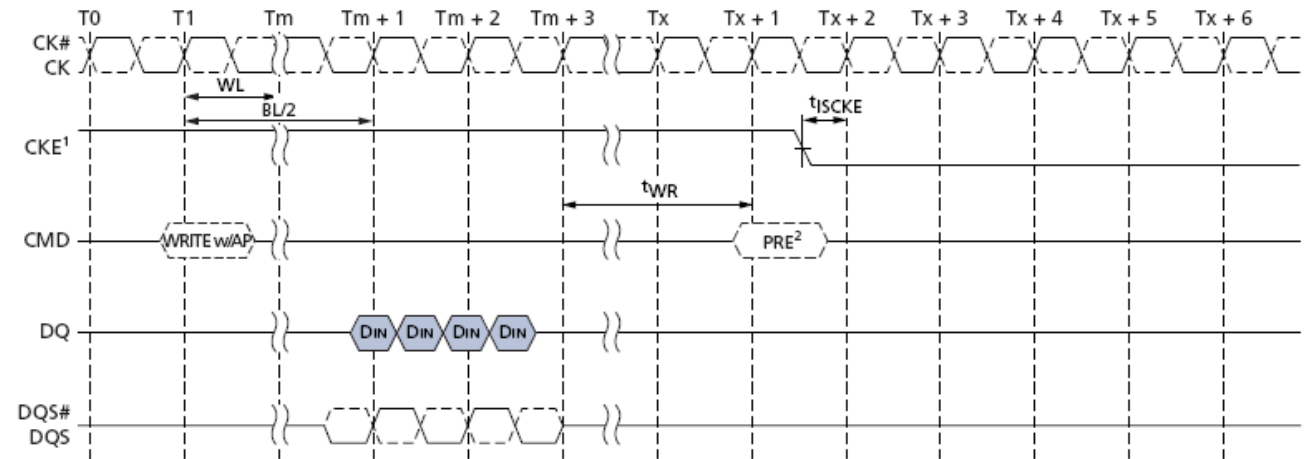 T0 T1 Tm Tm + 1 Tm + 2 Tm + 3 Tx Tx + 1 Tx + 2 Tx + 3 Tx + 4 Tx + 5 Tx + 6
CK#
CK
WL
BL/2
tISCKE
CKE1
tWR
CMD WRITE w/AP PRE2
DQ DIN DIN DIN DIN
DQS#
DQS